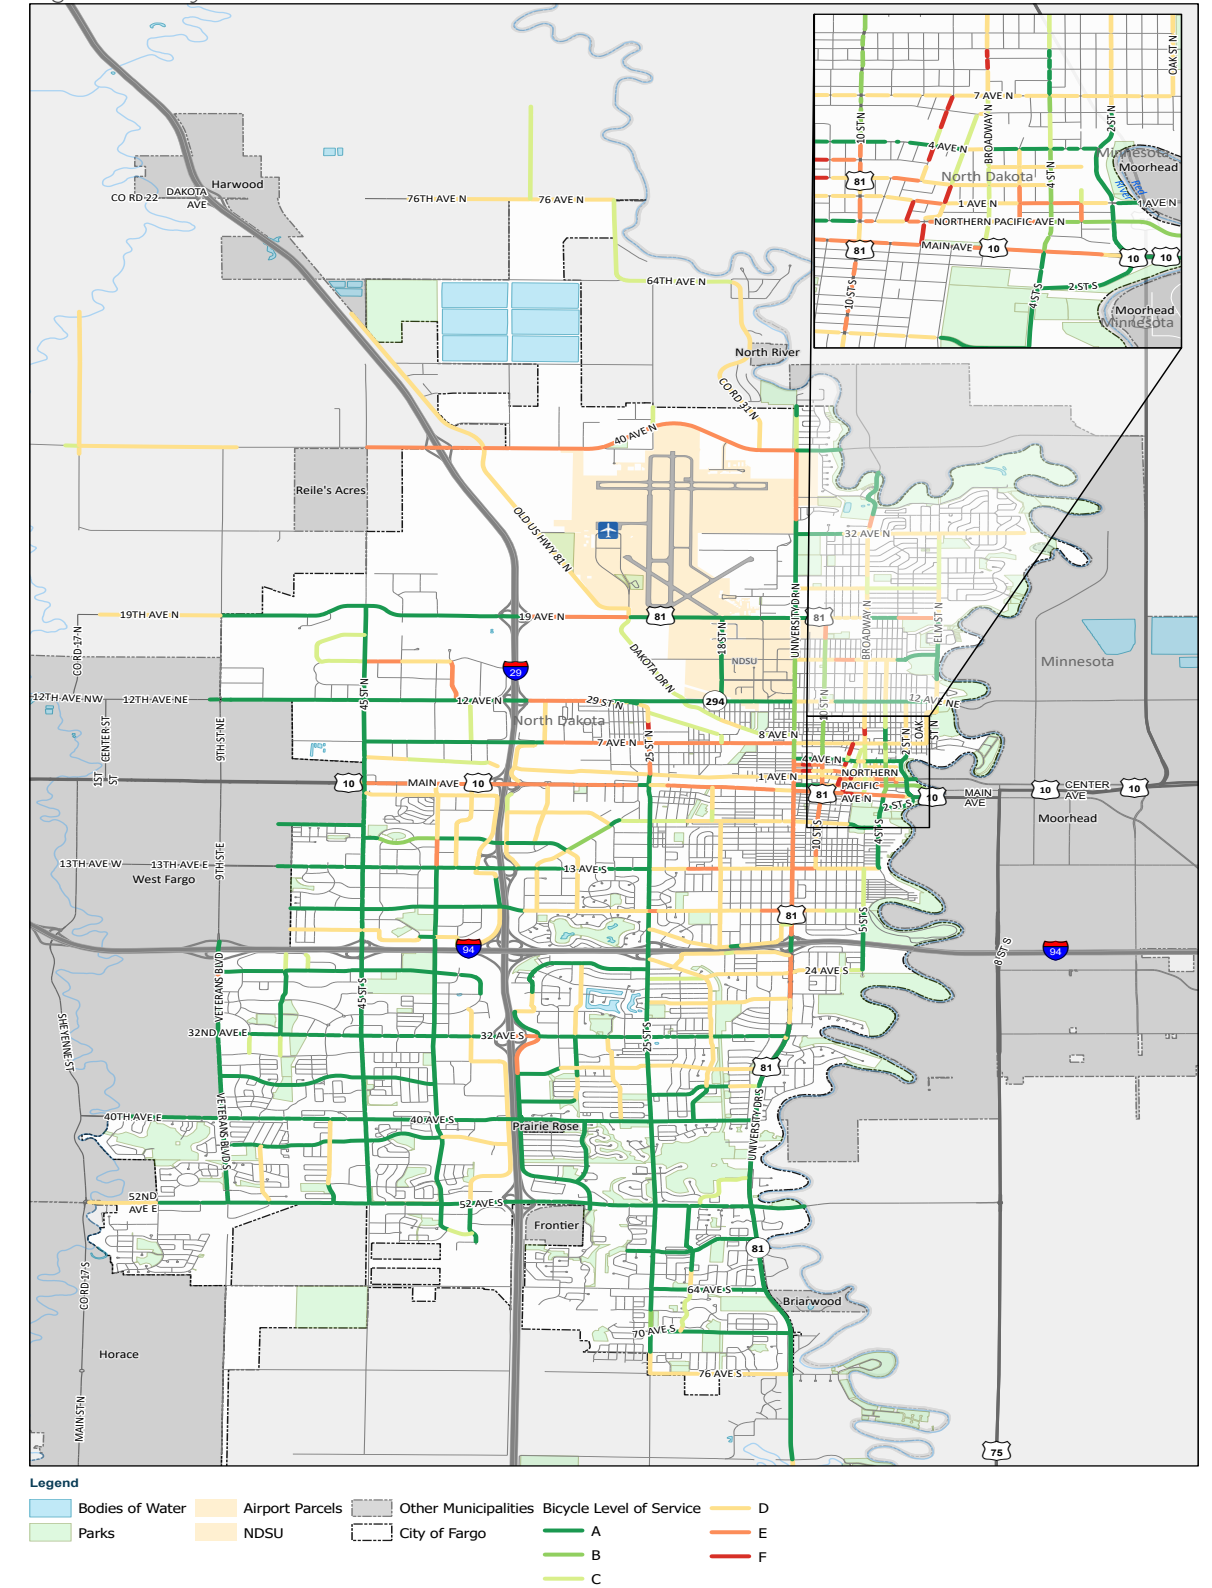 OAK ST N
7 AVE N
10 ST N
BROADWAY N
2 ST N
4 AVE N
Minnesota
Moorhead
4 ST N
North Dakota
81
Red River
1 AVE N
1 AVE N
NORTHERN PACIFIC AVE N
MAIN AVE
10
81
10
10
10 ST S
4 ST S
2 ST S
Moorhead
Minnesota
Harwood
DAKOTA
AVE
CO RD 22
76TH AVE N
76 AVE N
64TH AVE N
North River
CO RD 31 N
40 AVE N
Reile's Acres
OLD US HWY 81 N
32 AVE N
UNIVERSITY DR N
BROADWAY N
ELM ST N
19TH AVE N
19 AVE N
81
81
CO RD 17 N
18 ST N
DAKOTA DR N
NDSU
Minnesota
29
45 ST N
12TH AVE NW
12TH AVE NE
12 AVE N
29 ST N
294
10 ST N
12 AVE NE
North Dakota
CENTER ST
9TH ST NE
25 ST N
7 AVE N
8 AVE N
2 ST N
OAK
ST N
4 AVE N
1ST
ST
10
MAIN AVE
10
1 AVE N
NORTHERN
PACIFIC
AVE N
81
10
MAIN
AVE
10
CENTER
AVE
10
2 ST S
Moorhead
10 ST S
4 ST S
13TH AVE W
13TH AVE E
9TH ST E
13 AVE S
West Fargo
81
5 ST S
94
8 ST S
94
VETERANS BLVD
24 AVE S
45 ST S
SHEYENNE ST
32ND AVE E
32 AVE S
25 ST S
81
40TH AVE E
VETERANS BLVD S
40 AVE S
Prairie Rose
UNIVERSITY DR S
52ND
AVE E
52 AVE S
Frontier
81
CO RD 17 S
64 AVE S
Briarwood
70 AVE S
Horace
76 AVE S
MAIN ST N
75
Legend
Bodies of Water
Airport Parcels
Other Municipalities
Bicycle Level of Service
D
Parks
NDSU
City of Fargo
A
E
B
F
C